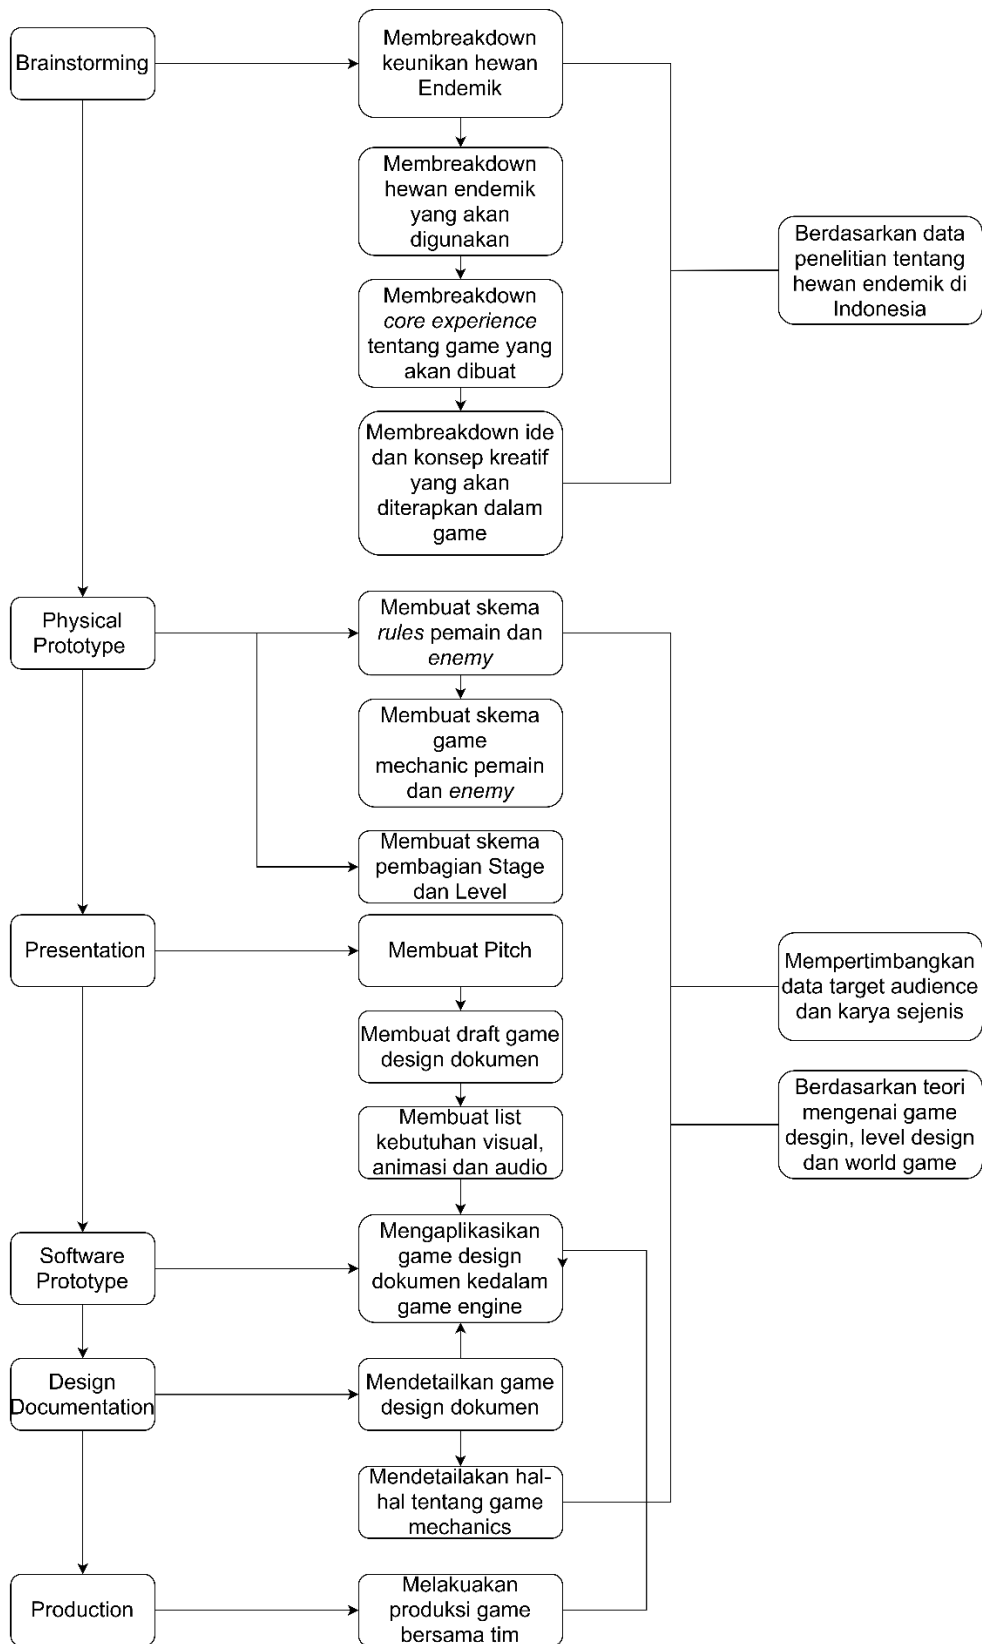 Brainstorming
Membreakdown
keunikan hewan
Endemik
Membreakdown
hewan endemik
yang akan
digunakan
Berdasarkan data
penelitian tentang
hewan endemik di
Indonesia
Membreakdown
core experience
tentang game yang
akan dibuat
Membreakdown ide
dan konsep kreatif
yang akan
diterapkan dalam
game
Physical
Prototype
Membuat skema
rules pemain dan
enemy
Membuat skema
game
mechanic pemain
dan enemy
Membuat skema
pembagian Stage
dan Level
Presentation
Membuat Pitch
Mempertimbangkan
data target audience
dan karya sejenis
Membuat draft game
design dokumen
Berdasarkan teori
mengenai game
desgin, level design
dan world game
Membuat list
kebutuhan visual,
animasi dan audio
Software
Prototype
Mengaplikasikan
game design
dokumen kedalam
game engine
Design
Documentation
Mendetailkan game
design dokumen
Mendetailakan hal-
hal tentang game
mechanics
Production
Melakuakan
produksi game
bersama tim